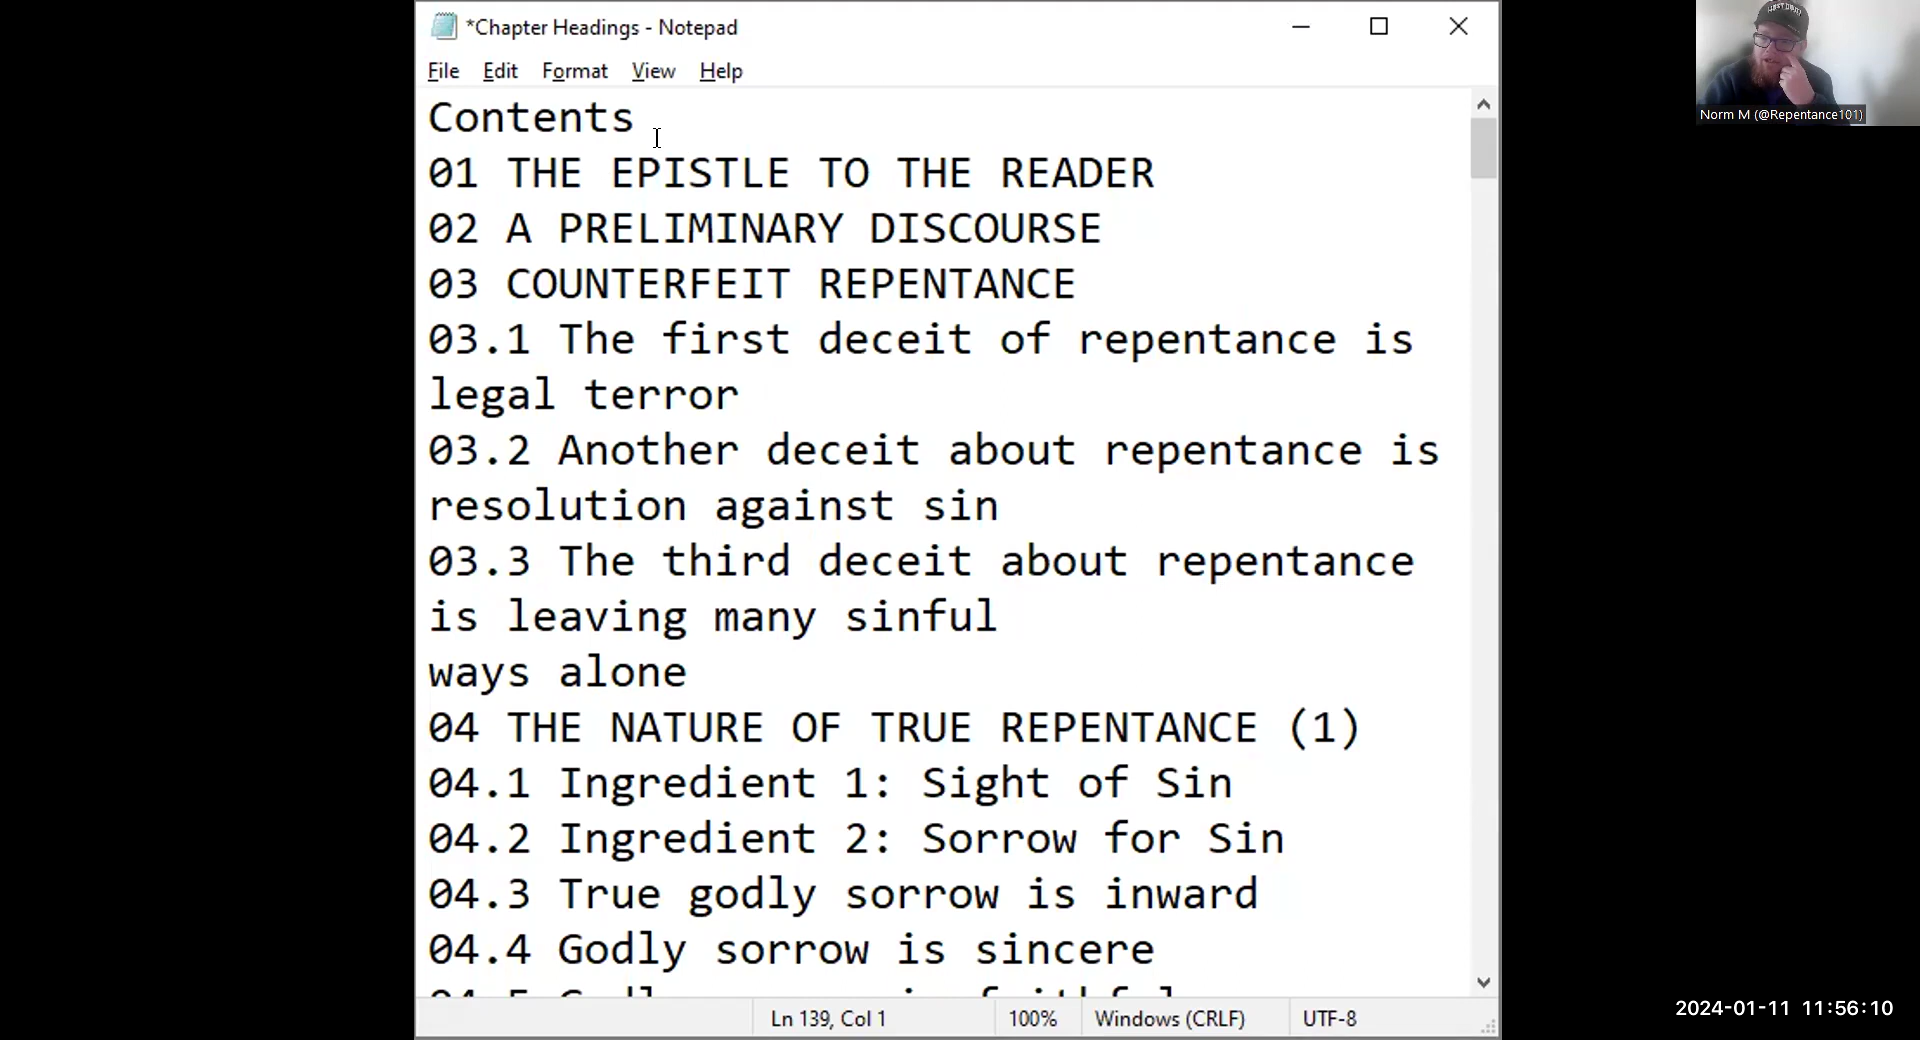 *Chapter Headings - Notepad
File Edit Format View Help
Contents
01 THE EPISTLE TO THE READER
02 A PRELIMINARY DISCOURSE
03 COUNTERFEIT REPENTANCE
03.1 The first deceit of repentance is
legal terror
03.2 Another deceit about repentance is
resolution against sin
03.3 The third deceit about repentance
is leaving many sinful
ways alone
04 THE NATURE OF TRUE REPENTANCE (1)
04.1 Ingredient 1: Sight of Sin
04.2 Ingredient 2: Sorrow for Sin
04.3 True godly sorrow is inward
04.4 Godly sorrow is sincere
Ln 139, Col 1 100% Windows (CRLF) UTF-8
Norm M (@Repentance101)
2024-01-11 11:56:10